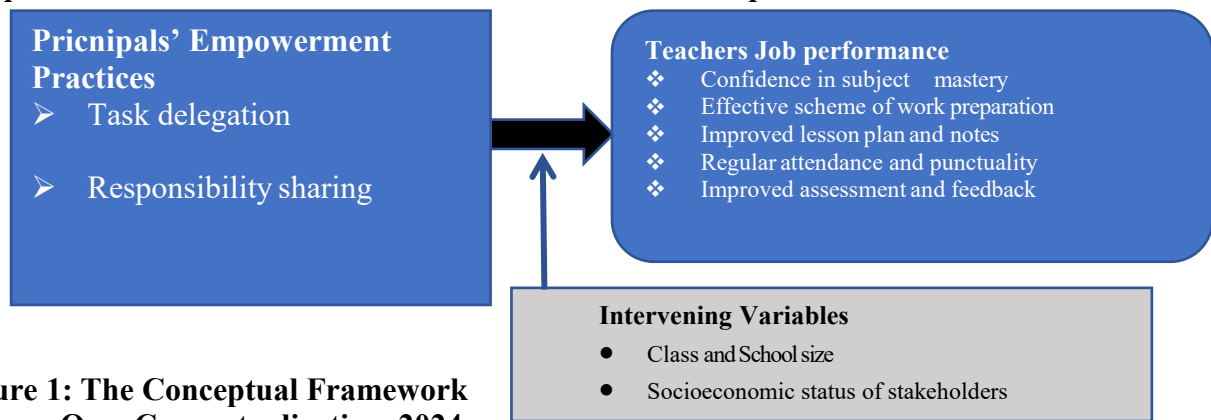 Pricnipals’ Empowerment
Practices
➢ Task delegation
➢ Responsibility sharing
Teachers Job performance
❖ Confidence in subject mastery
❖ Effective scheme of work preparation
❖ Improved lesson plan and notes
❖ Regular attendance and punctuality
❖ Improved assessment and feedback
Intervening Variables
● Class and School size
● Socioeconomic status of stakeholders
ure 1: The Conceptual Framework